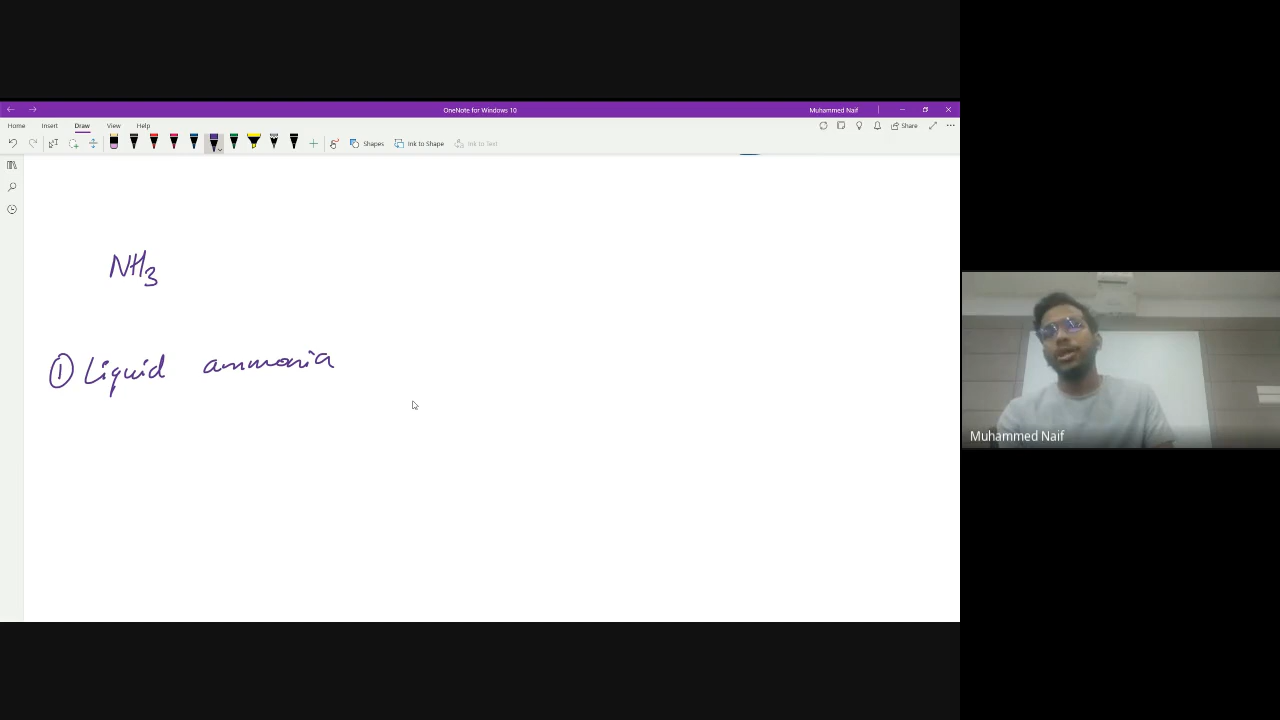 OneNote for Windows 10
Muhammed Naif
Home Insert Draw View Help
Share
Shapes Ink to Shape Ink to Text
NH3
① Liquid ammonia
Muhammed Naif